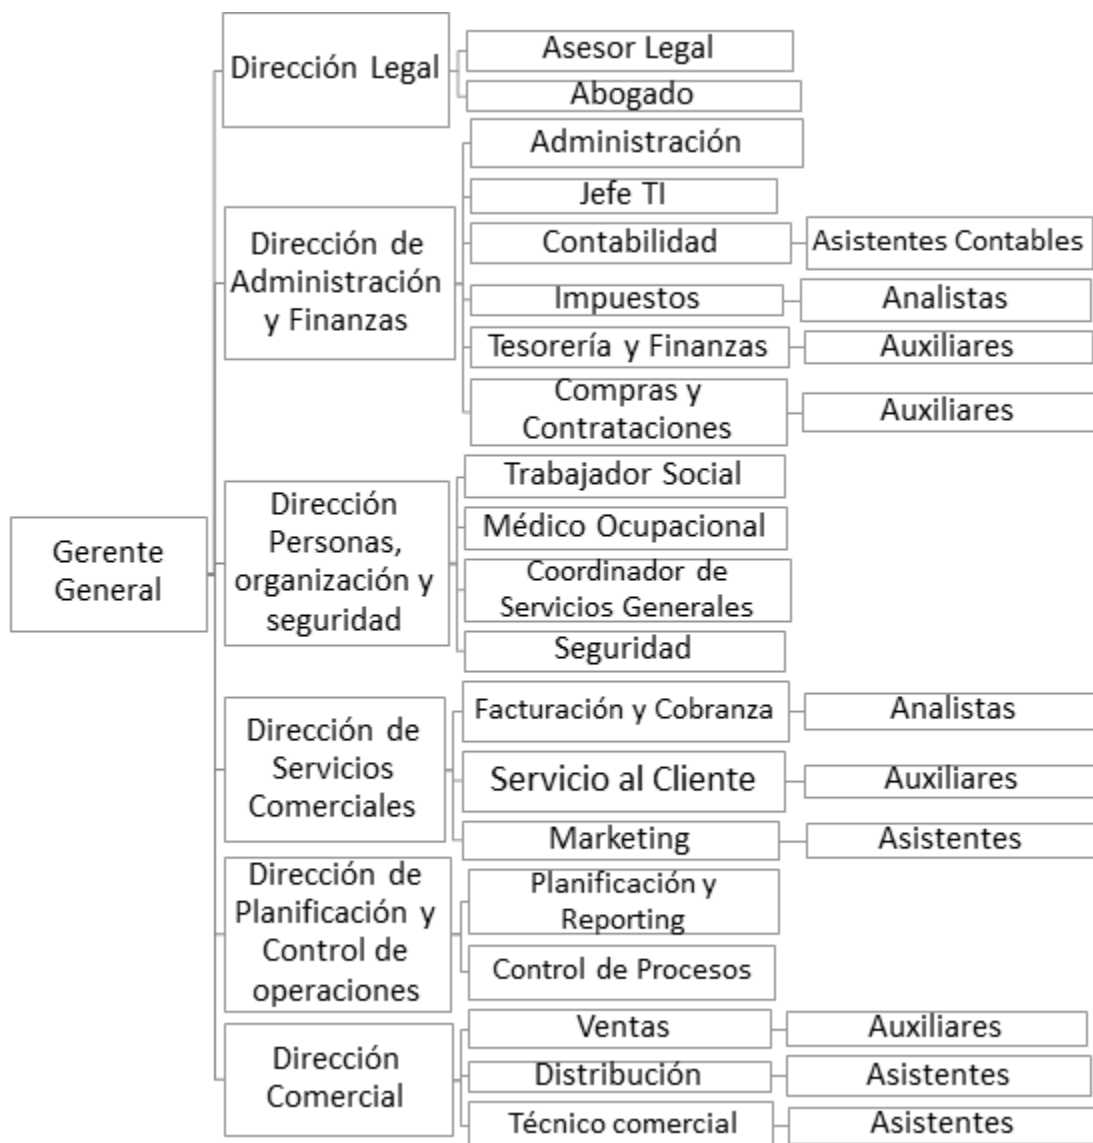 Gerente
General
Dirección Legal
Asesor Legal
Abogado
Dirección de
Administración
y Finanzas
Administración
Jefe TI
Contabilidad
Asistentes Contables
Impuestos
Analistas
Tesorería y Finanzas
Auxiliares
Compras y
Contrataciones
Auxiliares
Dirección
Personas,
organización y
seguridad
Trabajador Social
Médico Ocupacional
Coordinador de
Servicios Generales
Seguridad
Dirección de
Servicios
Comerciales
Facturación y Cobranza
Analistas
Servicio al Cliente
Auxiliares
Marketing
Asistentes
Dirección de
Planificación y
Control de
operaciones
Planificación y
Reporting
Control de Procesos
Dirección
Comercial
Ventas
Auxiliares
Distribución
Asistentes
Técnico comercial
Asistentes